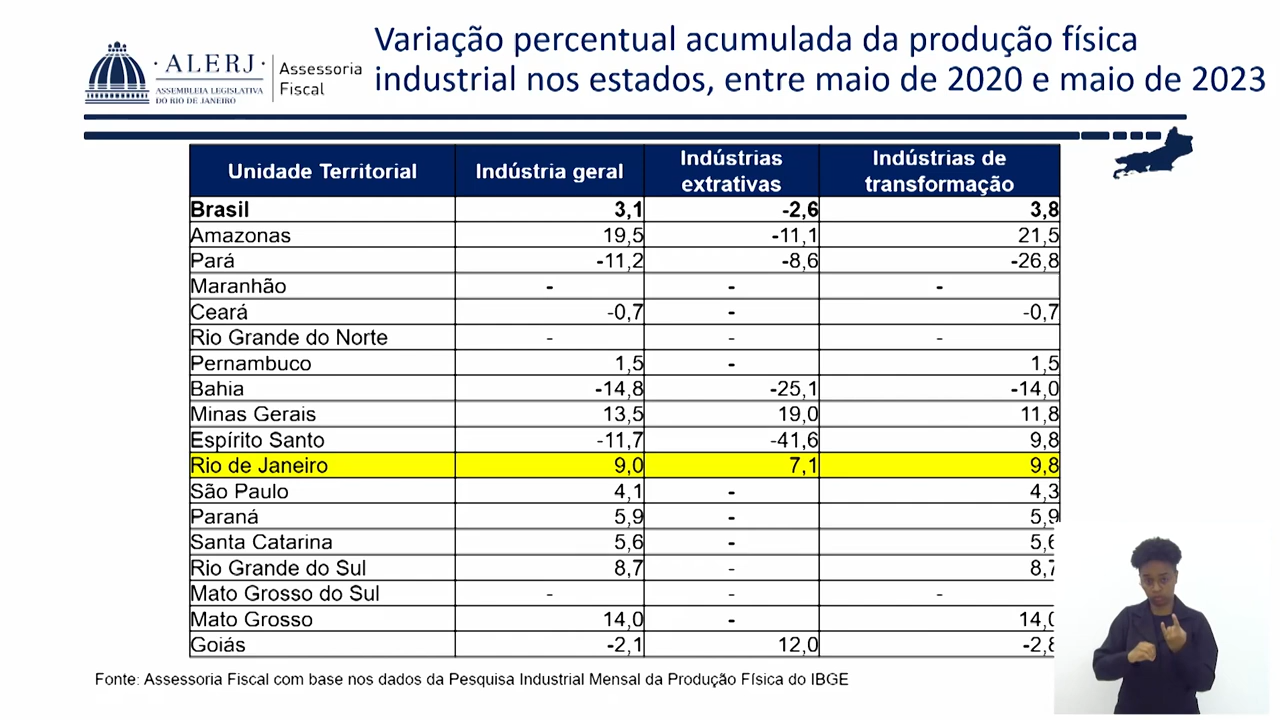 Variação percentual acumulada da produção física
industrial nos estados, entre maio de 2020 e maio de 2023
· ALERJ ·
ASSEMBLEIA LEGISLATIVA
DO RIO DE JANEIRO
Assessoria
Fiscal
Unidade Territorial Indústria geral Indústrias extrativas Indústrias de transformação
Brasil 3,1 -2,6 3,8
Amazonas 19,5 -11,1 21,5
Pará -11,2 -8,6 -26,8
Maranhão - - -
Ceará -0,7 - -0,7
Rio Grande do Norte - - -
Pernambuco 1,5 - 1,5
Bahia -14,8 -25,1 -14,0
Minas Gerais 13,5 19,0 11,8
Espírito Santo -11,7 -41,6 9,8
Rio de Janeiro 9,0 7,1 9,8
São Paulo 4,1 - 4,3
Paraná 5,9 - 5,9
Santa Catarina 5,6 - 5,6
Rio Grande do Sul 8,7 - 8,7
Mato Grosso do Sul - - -
Mato Grosso 14,0 - 14,0
Goiás -2,1 12,0 -2,8
Fonte: Assessoria Fiscal com base nos dados da Pesquisa Industrial Mensal da Produção Física do IBGE